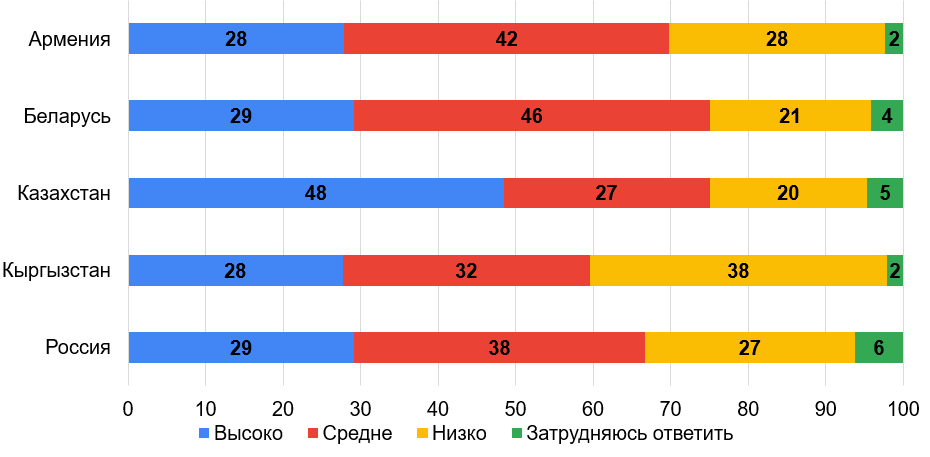 Армения 28 42 28 2
Беларусь 29 46 21 4
Казахстан 48 27 20 5
Кыргызстан 28 32 38 2
Россия 29 38 27 6
0 10 20 30 40 50 60 70 80 90 100
Высоко Средне Низко Затрудняюсь ответить